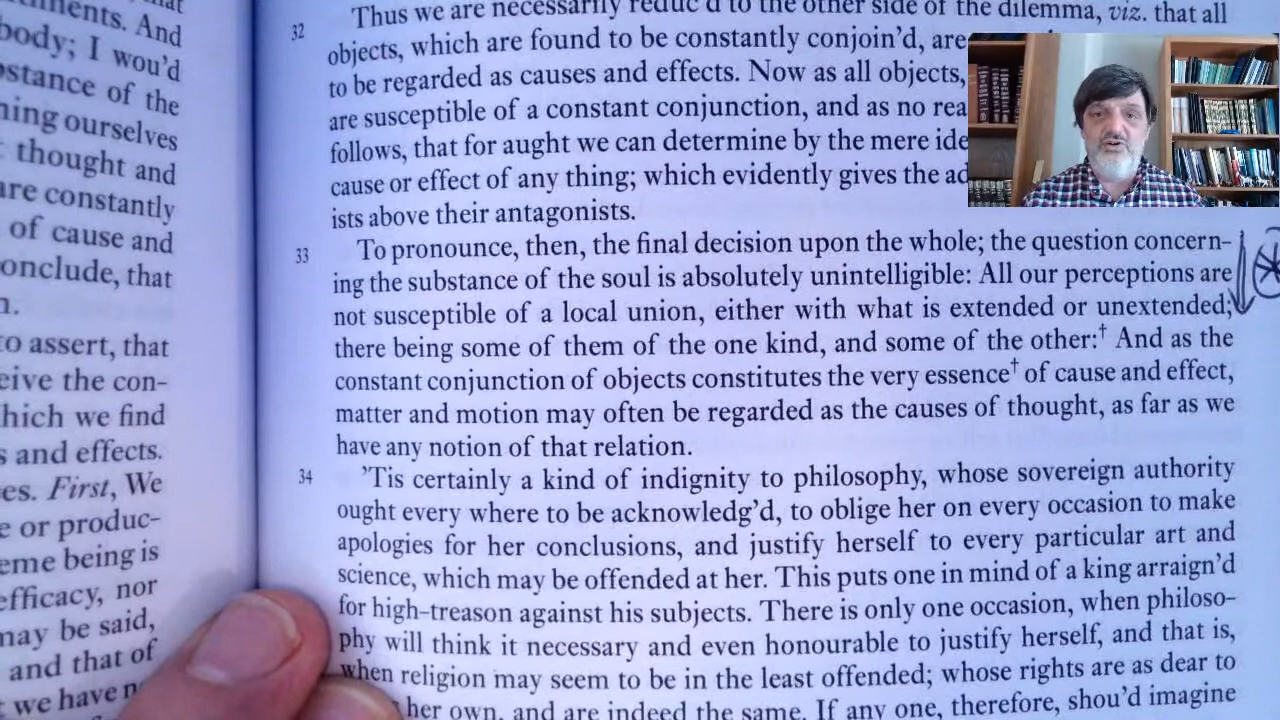 ments. And
body; I wou'd
stance of the
ning ourselves
thought and
are constantly
of cause and
onclude, that
n.
to assert, that
eive the con-
hich we find
s and effects.
es. First, We
e or produc-
eme being is
efficacy, nor
may be said,
and that of
we have
32 Thus we are necessarily reduc'd to the other side of the dilemma, viz. that all
objects, which are found to be constantly conjoin'd, are
to be regarded as causes and effects. Now as all objects,
are susceptible of a constant conjunction, and as no rea
follows, that for aught we can determine by the mere ide
cause or effect of any thing; which evidently gives the ad
ists above their antagonists.
33 To pronounce, then, the final decision upon the whole; the question concern-
ing the substance of the soul is absolutely unintelligible: All our perceptions are
not susceptible of a local union, either with what is extended or unextended;
there being some of them of the one kind, and some of the other:† And as the
constant conjunction of objects constitutes the very essence† of cause and effect,
matter and motion may often be regarded as the causes of thought, as far as we
have any notion of that relation.
34 'Tis certainly a kind of indignity to philosophy, whose sovereign authority
ought every where to be acknowledg'd, to oblige her on every occasion to make
apologies for her conclusions, and justify herself to every particular art and
science, which may be offended at her. This puts one in mind of a king arraign'd
for high-treason against his subjects. There is only one occasion, when philoso-
phy will think it necessary and even honourable to justify herself, and that is,
when religion may seem to be in the least offended; whose rights are as dear to
her own, and are indeed the same. If any one, therefore, shou'd imagine